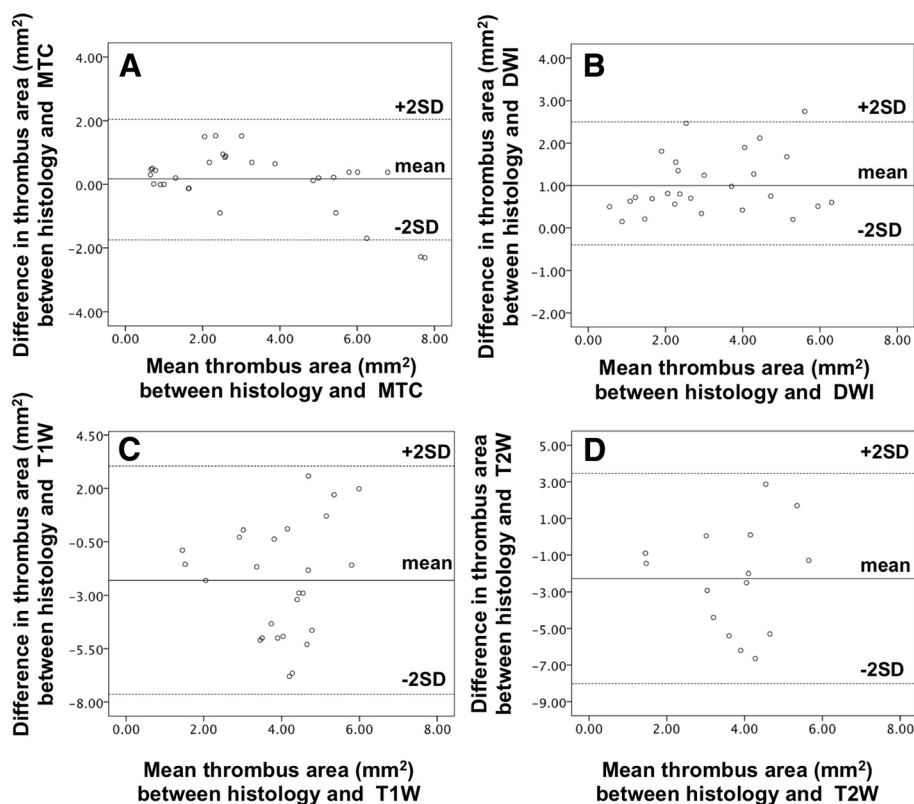 A
Difference in thrombus area (mm²)
between histology and MTC
4.00
2.00
0.00
-2.00
-4.00
+2SD
mean
-2SD
0.00 2.00 4.00 6.00 8.00
Mean thrombus area (mm²)
between histology and MTC
B
Difference in thrombus area (mm²)
between histology and DWI
4.00
3.00
2.00
1.00
0.00
-1.00
-2.00
+2SD
mean
-2SD
0.00 2.00 4.00 6.00 8.00
Mean thrombus area (mm²)
between histology and DWI
C
Difference in thrombus area (mm²)
between histology and T1W
4.50
2.00
-0.50
-3.00
-5.50
-8.00
+2SD
mean
-2SD
0.00 2.00 4.00 6.00 8.00
Mean thrombus area (mm²)
between histology and T1W
D
Difference in thrombus area
between histology and T2W
5.00
3.00
1.00
-1.00
-3.00
-5.00
-7.00
-9.00
+2SD
mean
-2SD
0.00 2.00 4.00 6.00 8.00
Mean thrombus area (mm²)
between histology and T2W